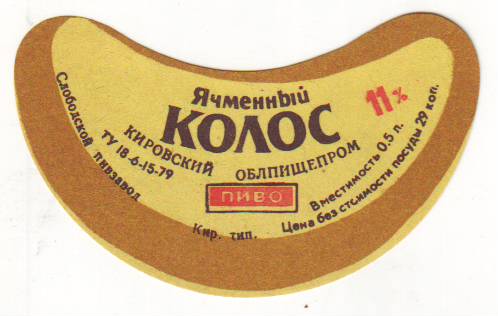 Ячменный
КОЛОС
11%
КИРОВСКИЙ ОБЛПИЩЕПРОМ
Слободской пивзавод
ТУ 18-6-15-79
ПИВО
Вместимость 0,5 л.
Цена без стоимости посуды 29 коп.
Кир. тип.